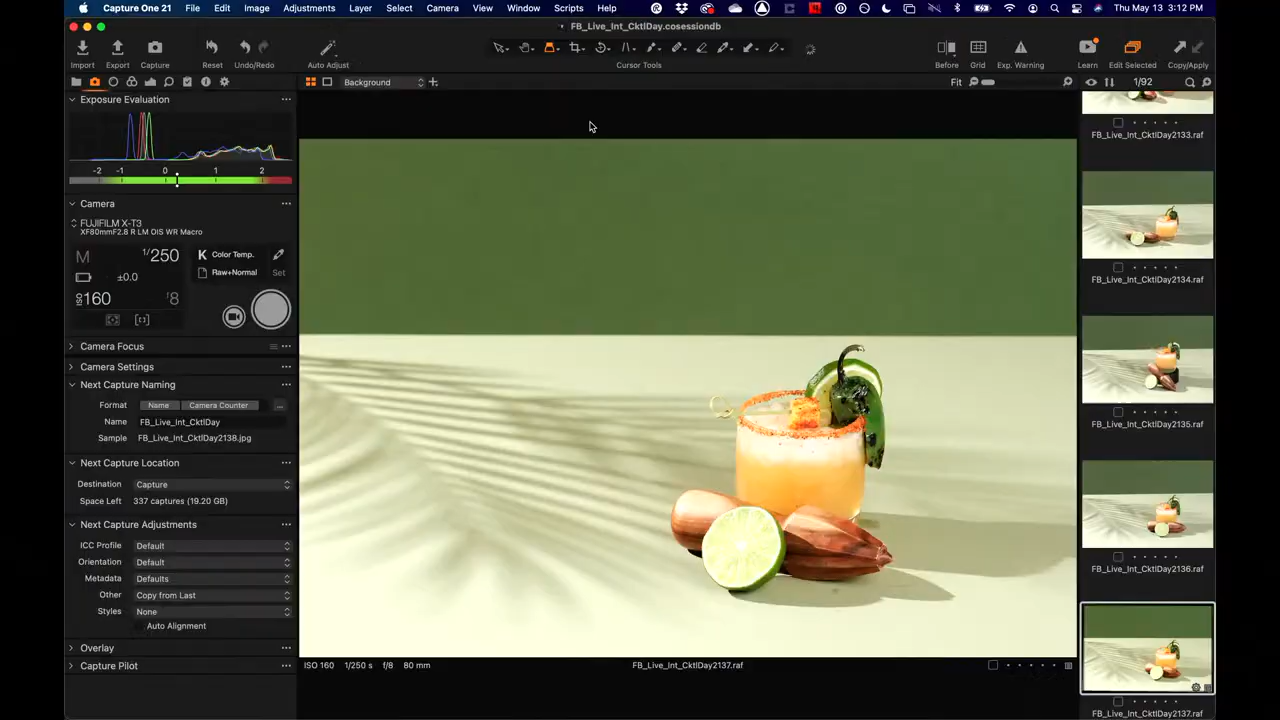 Capture One 21 File Edit Image Adjustments Layer Select Camera View Window Scripts Help Thu May 13 3:12 PM
FB_Live_Int_CktlDay.cosessiondb
Import Export Capture Reset Undo/Redo Auto Adjust Cursor Tools Before Grid Exp. Warning Learn Edit Selected Copy/Apply
Background Fit 1/92
Exposure Evaluation
-2 -1 0 1 2
Camera
FUJIFILM X-T3
XF80mmF2.8 R LM OIS WR Macro
M 1/250 K Color Temp.
±0.0 Raw+Normal Set
ISO 160 f8
Camera Focus
Camera Settings
Next Capture Naming
Format Name Camera Counter ...
Name FB_Live_Int_CktlDay
Sample FB_Live_Int_CktlDay2138.jpg
Next Capture Location
Destination Capture
Space Left 337 captures (19.20 GB)
Next Capture Adjustments
ICC Profile Default
Orientation Default
Metadata Defaults
Other Copy from Last
Styles None
Auto Alignment
Overlay
Capture Pilot
ISO 160 1/250 s f/8 80 mm FB_Live_Int_CktlDay2137.raf
FB_Live_Int_CktlDay2133.raf
FB_Live_Int_CktlDay2134.raf
FB_Live_Int_CktlDay2135.raf
FB_Live_Int_CktlDay2136.raf
FB_Live_Int_CktlDay2137.raf